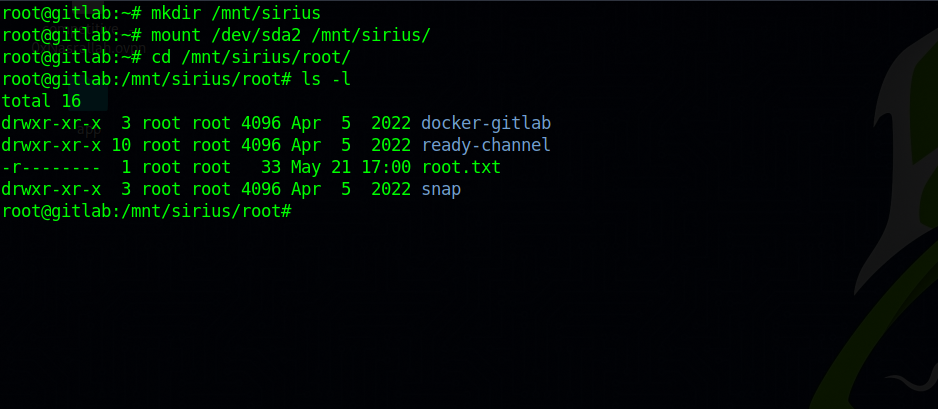 root@gitlab:~# mkdir /mnt/sirius
root@gitlab:~# mount /dev/sda2 /mnt/sirius/
root@gitlab:~# cd /mnt/sirius/root/
root@gitlab:/mnt/sirius/root# ls -l
total 16
drwxr-xr-x  3 root root 4096 Apr  5  2022 docker-gitlab
drwxr-xr-x 10 root root 4096 Apr  5  2022 ready-channel
-r--------  1 root root   33 May 21 17:00 root.txt
drwxr-xr-x  3 root root 4096 Apr  5  2022 snap
root@gitlab:/mnt/sirius/root#